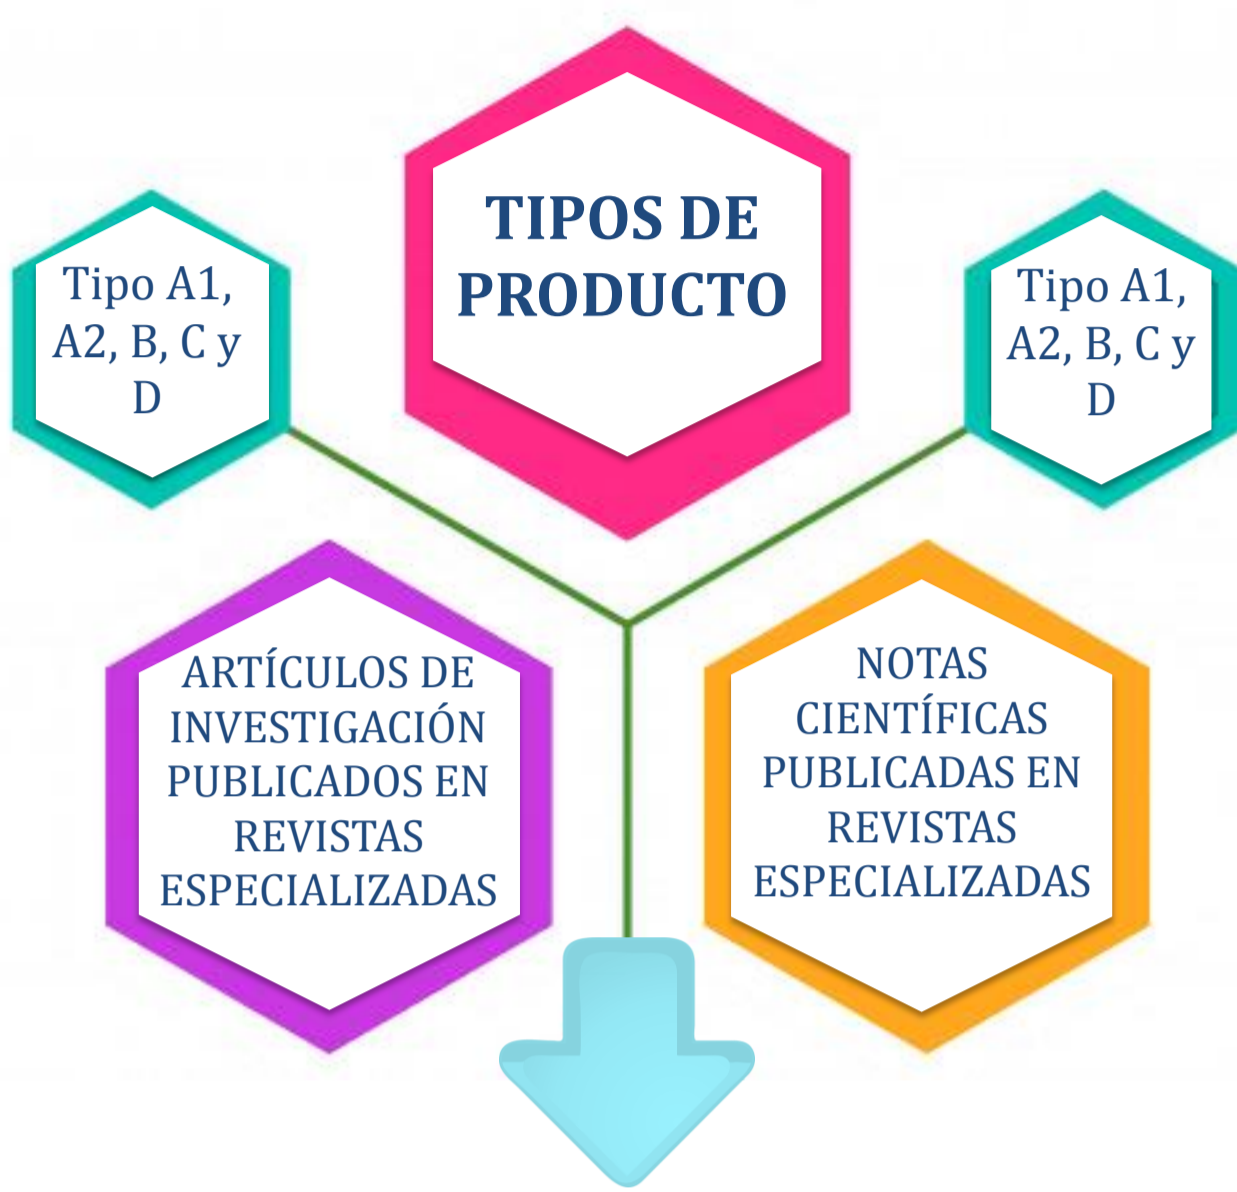 TIPOS DE
PRODUCTO
Tipo A1,
A2, B, C y
D
Tipo A1,
A2, B, C y
D
ARTÍCULOS DE
INVESTIGACIÓN
PUBLICADOS EN
REVISTAS
ESPECIALIZADAS
NOTAS
CIENTÍFICAS
PUBLICADAS EN
REVISTAS
ESPECIALIZADAS